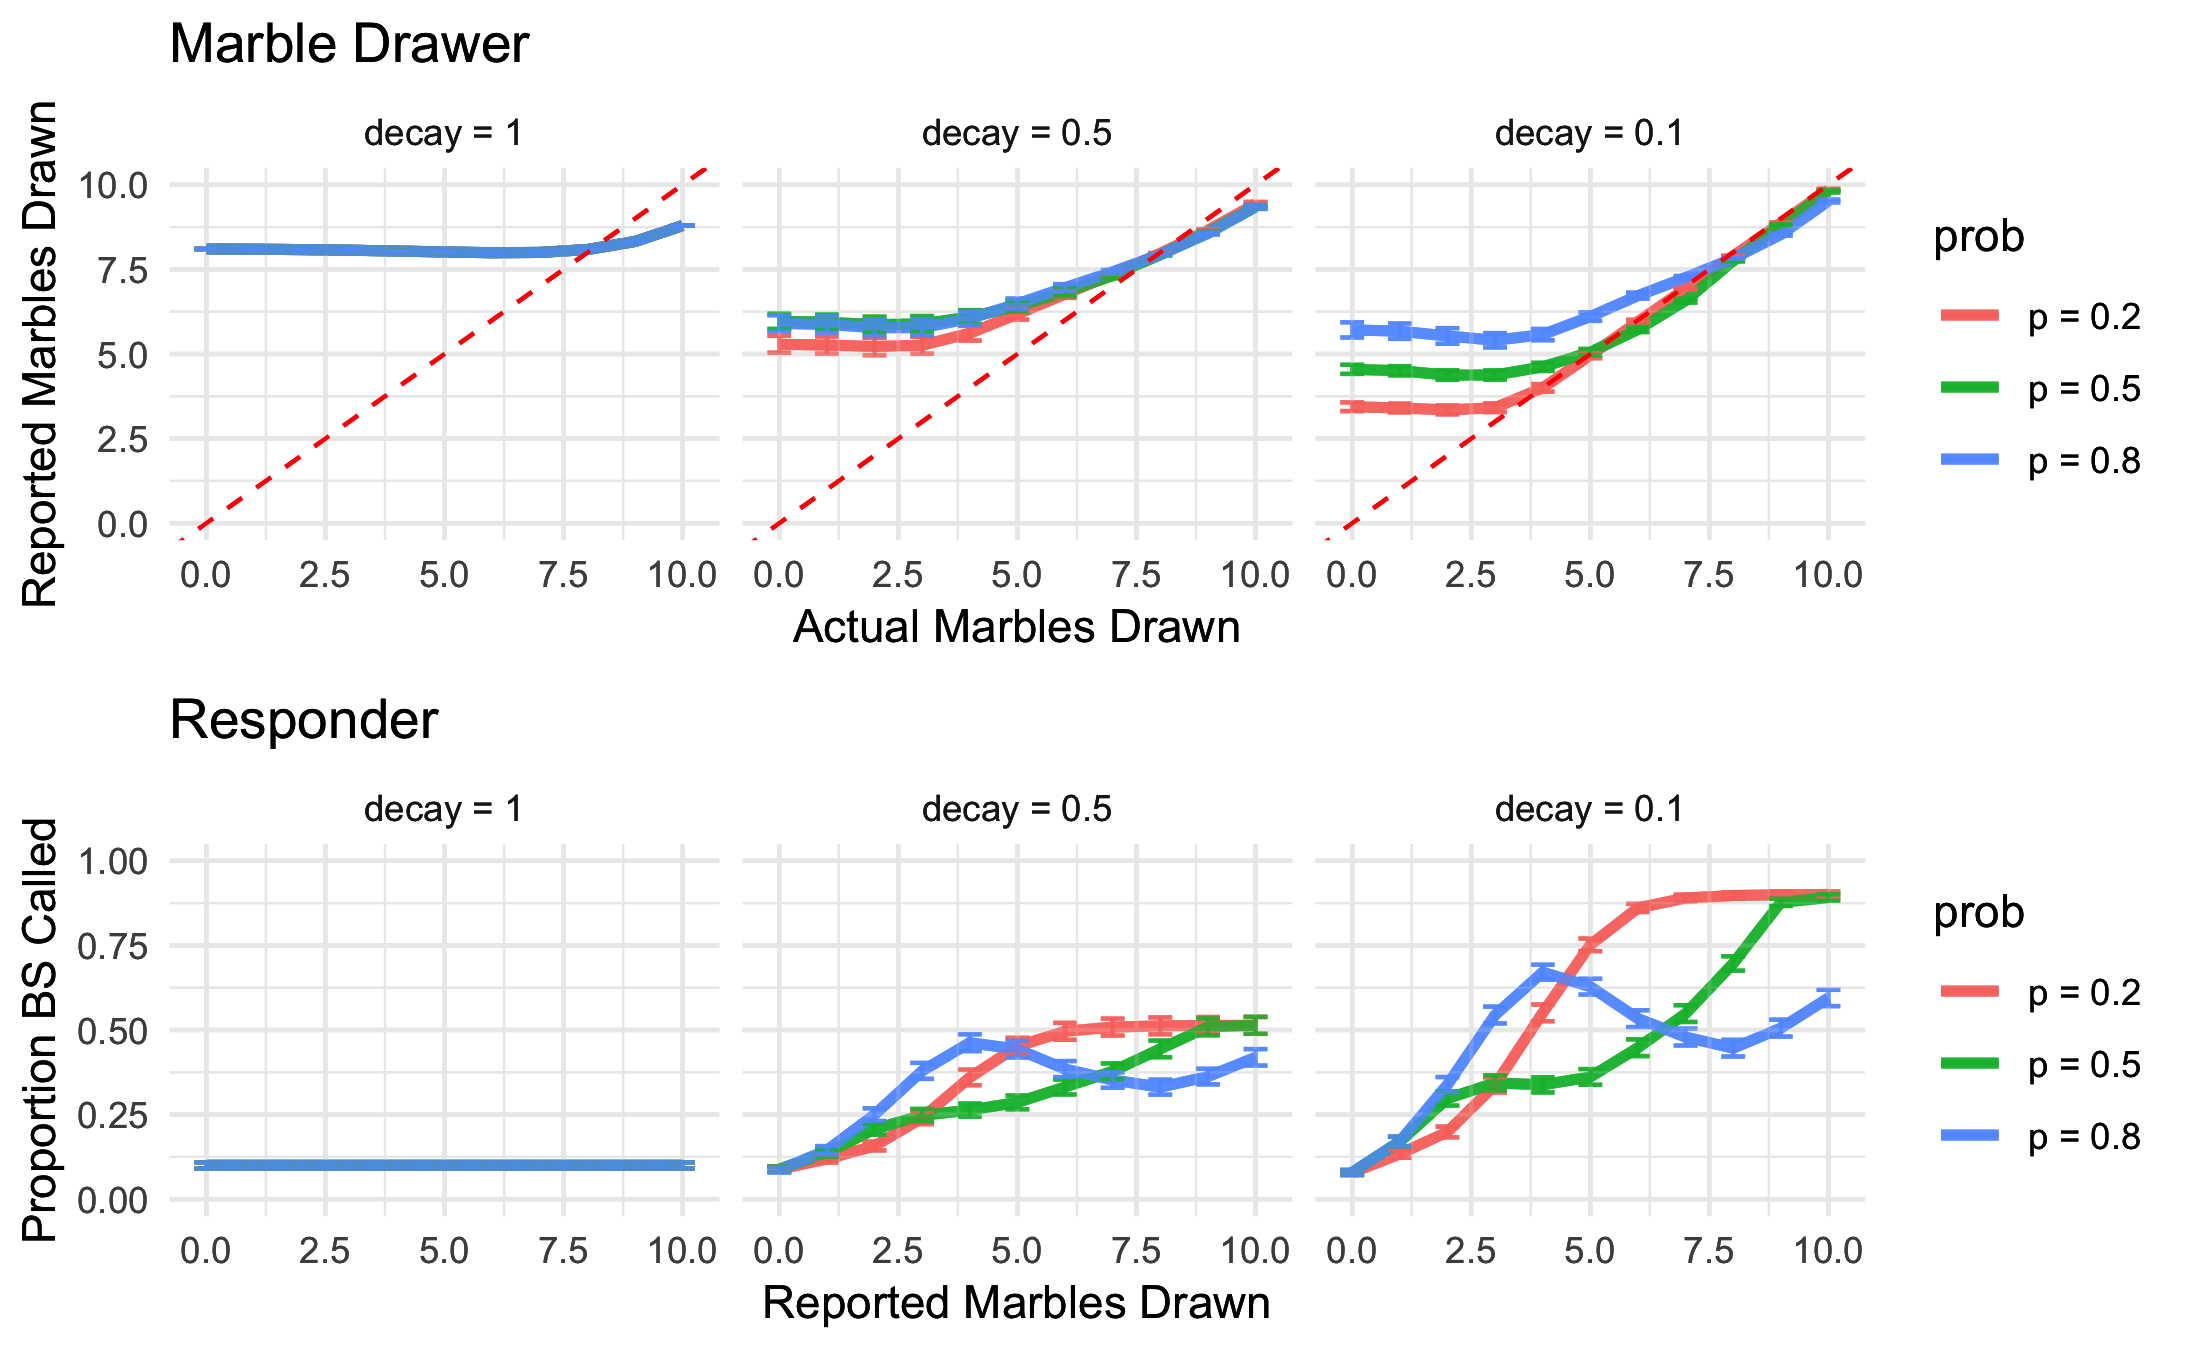 Marble Drawer
decay = 1
decay = 0.5
decay = 0.1
Reported Marbles Drawn
10.0
7.5
5.0
2.5
0.0
0.0 2.5 5.0 7.5 10.0
0.0 2.5 5.0 7.5 10.0
0.0 2.5 5.0 7.5 10.0
Actual Marbles Drawn
prob
p = 0.2
p = 0.5
p = 0.8
Responder
decay = 1
decay = 0.5
decay = 0.1
Proportion BS Called
1.00
0.75
0.50
0.25
0.00
0.0 2.5 5.0 7.5 10.0
0.0 2.5 5.0 7.5 10.0
0.0 2.5 5.0 7.5 10.0
Reported Marbles Drawn
prob
p = 0.2
p = 0.5
p = 0.8